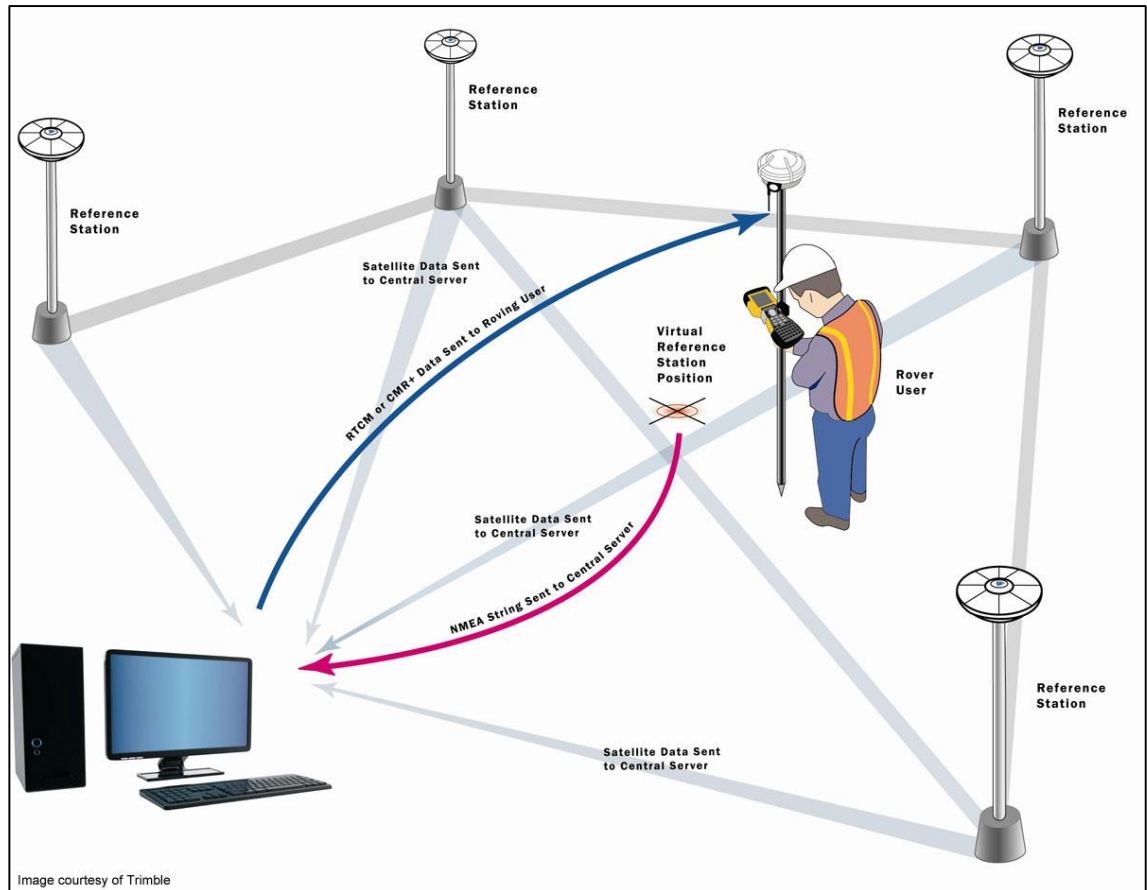 Reference
Station
Reference
Station
Reference
Station
Satellite Data Sent
to Central Server
RTCM or CMR+ Data Sent to Roving User
Virtual
Reference
Station
Position
Rover
User
Satellite Data Sent
to Central Server
NMEA String Sent to Central Server
Reference
Station
Satellite Data Sent
to Central Server
Image courtesy of Trimble